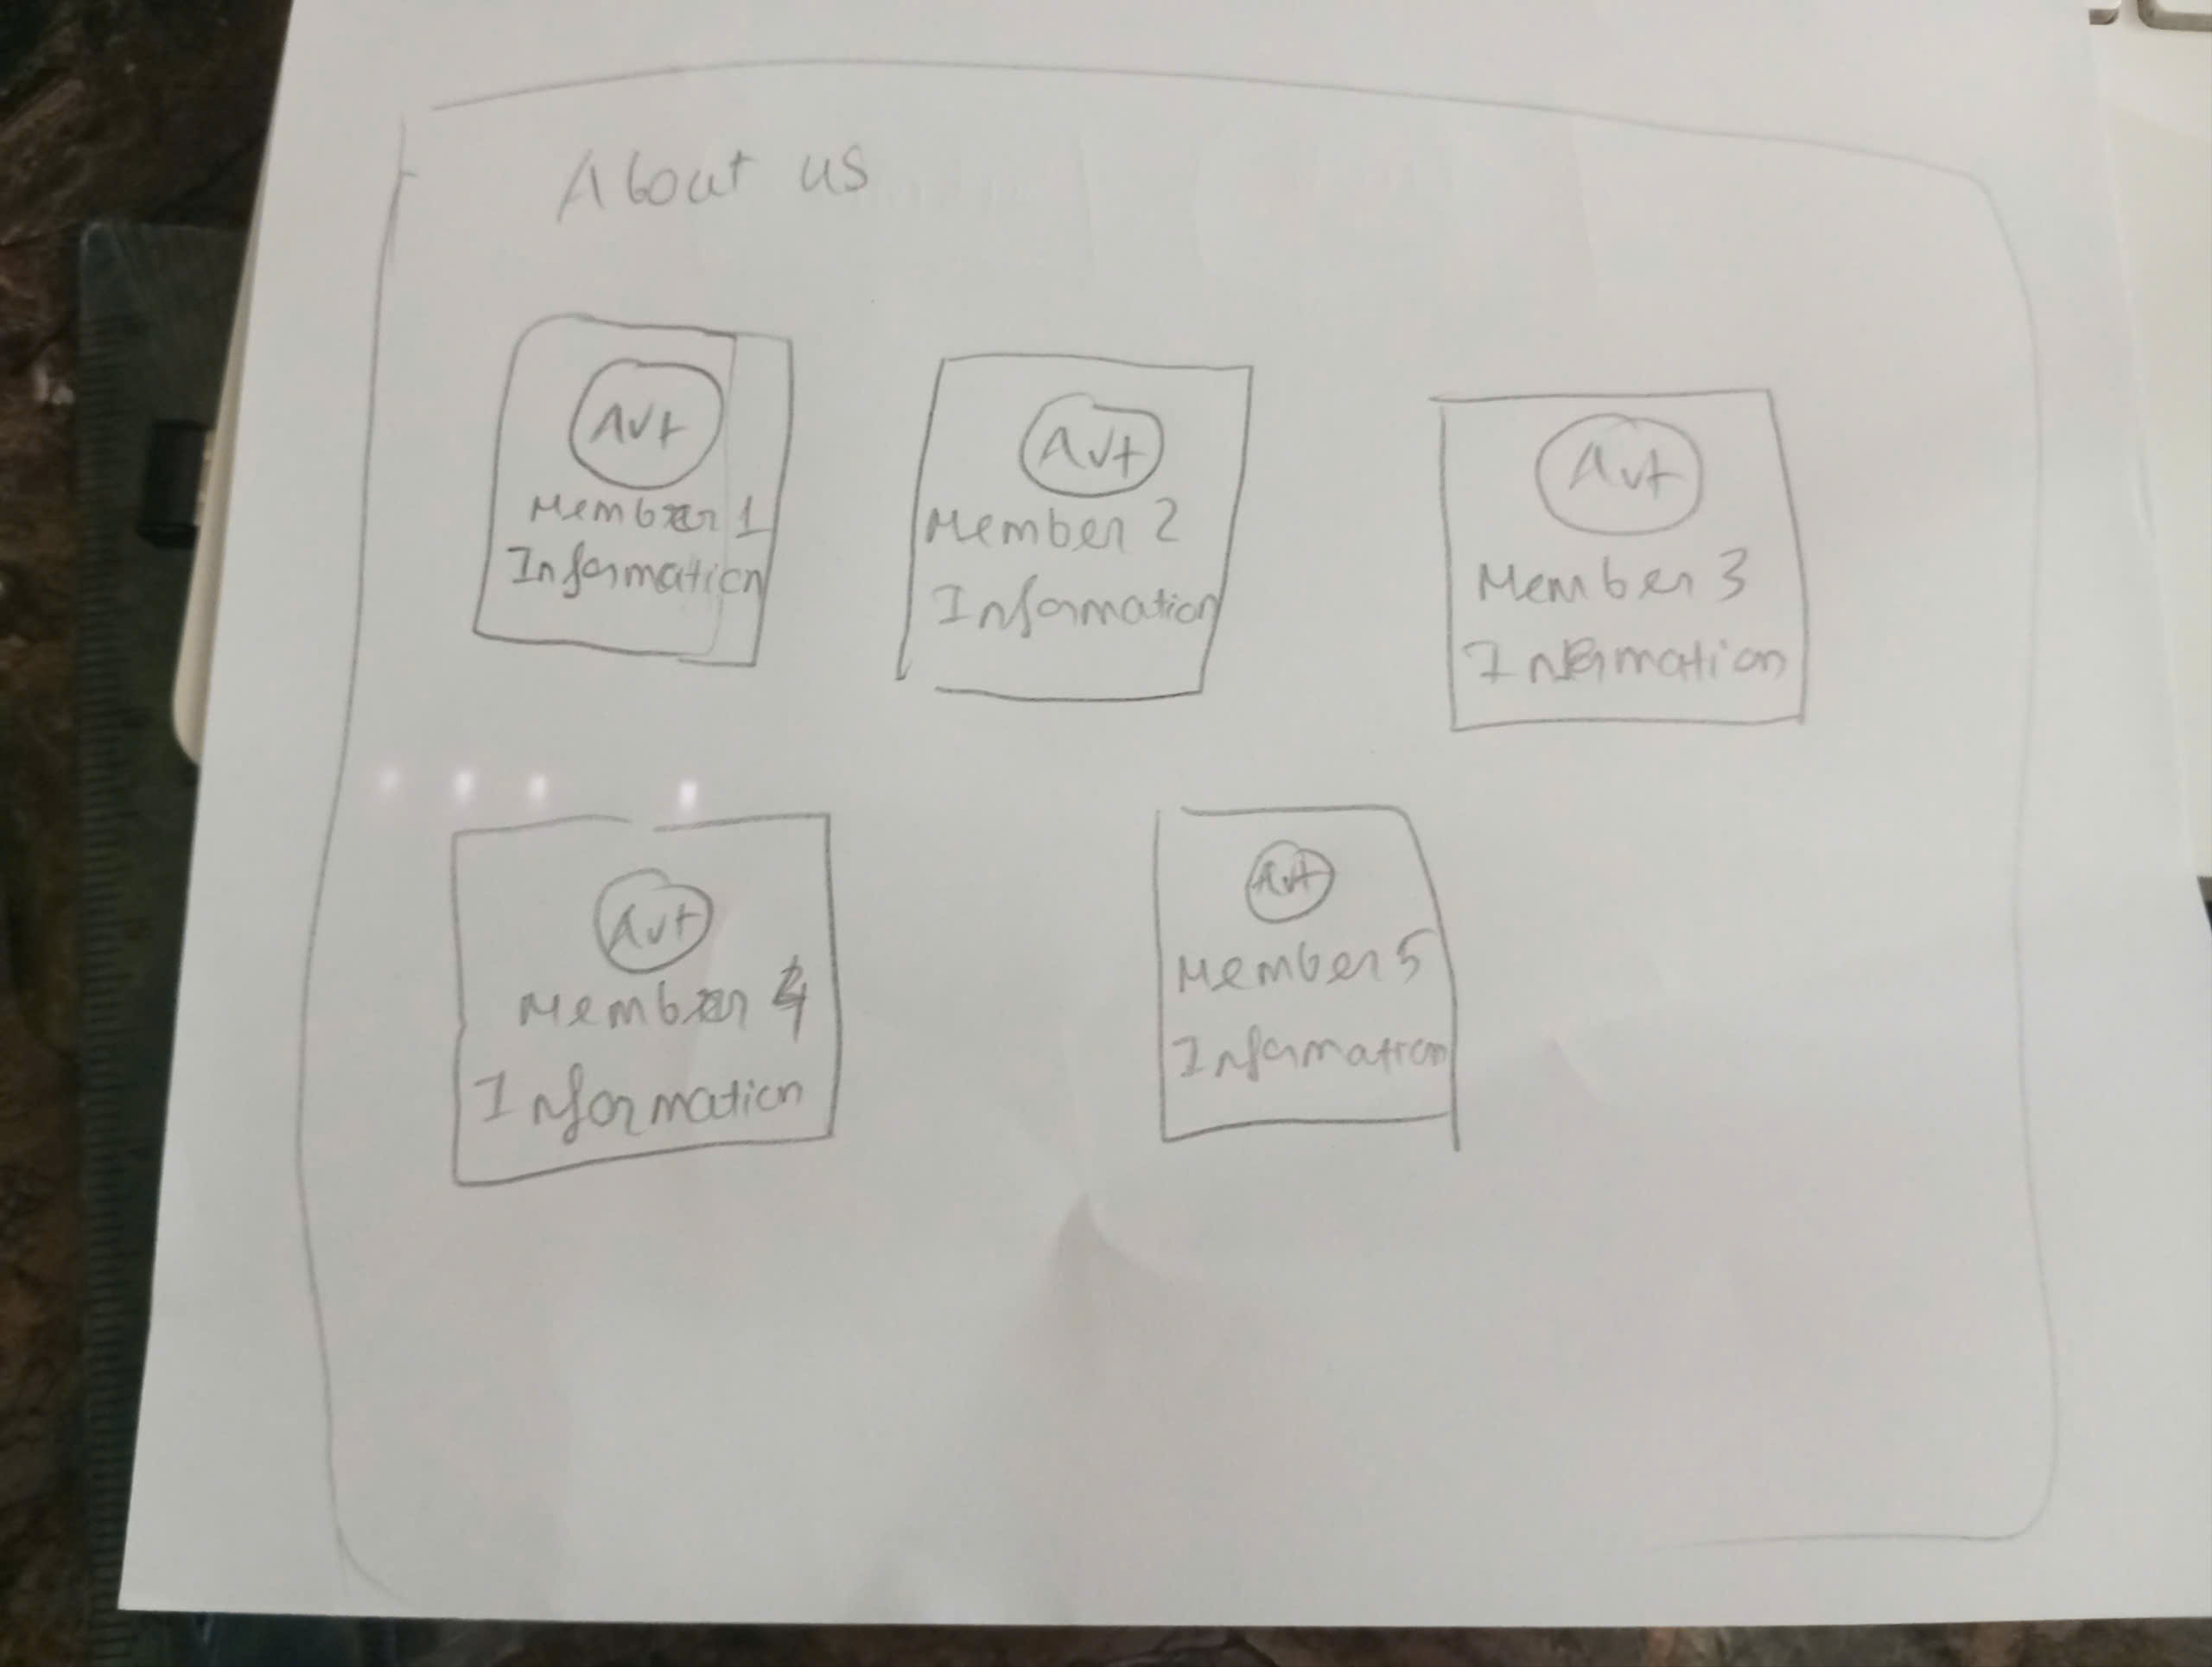 About us
Avt
Member 1
Information
Avt
Member 2
Information
Avt
Member 3
Information
Avt
Member 4
Information
Avt
Member 5
Information